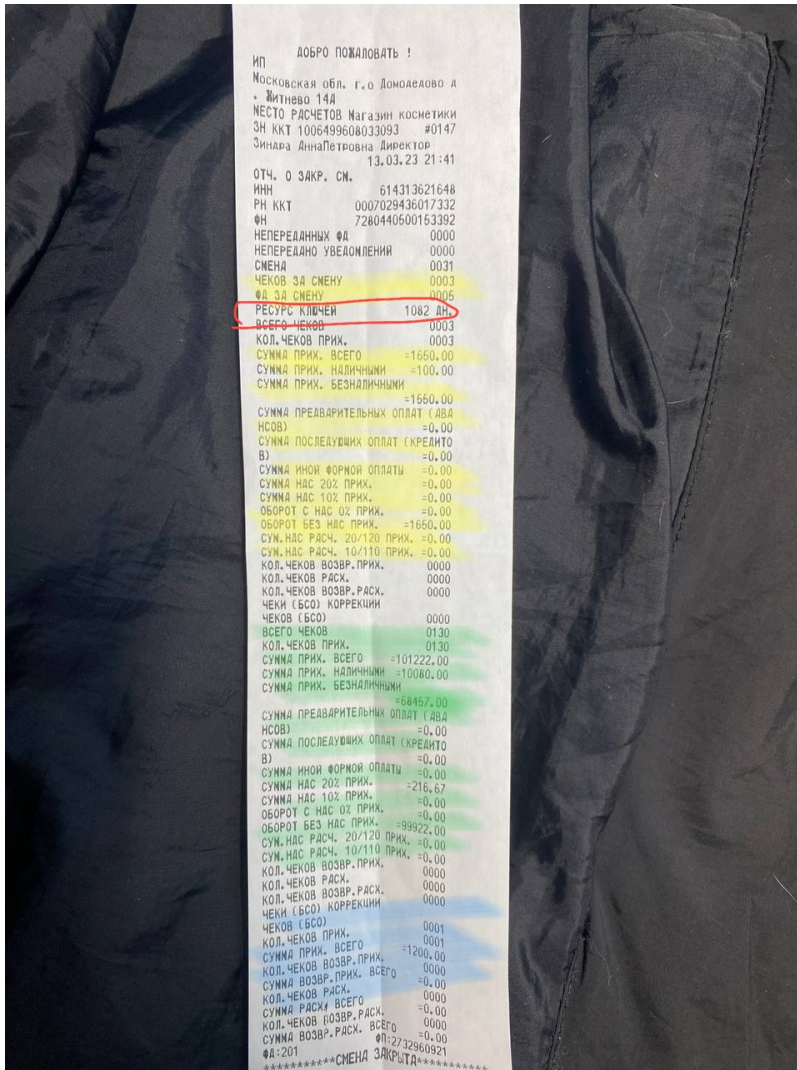 ДОБРО ПОЖАЛОВАТЬ !
ИП
Московская обл. г.о Домодедово д
. Житнево 14Д
МЕСТО РАСЧЕТОВ Магазин косметики
ЗН ККТ 1006499608033093 #0147
Зиндра АннаПетровна Директор
13.03.23 21:41
ОТЧ. О ЗАКР. СМ.
ИНН 614313621648
РН ККТ 0007029436017332
ФН 7280440500153392
НЕПЕРЕДАННЫХ ФД 0000
НЕПЕРЕДАНО УВЕДОМЛЕНИЙ 0000
СМЕНА 0031
ЧЕКОВ ЗА СМЕНУ 0003
ФД ЗА СМЕНУ 0005
РЕСУРС КЛЮЧЕЙ 1082 ДН.
ВСЕГО ЧЕКОВ 0003
КОЛ.ЧЕКОВ ПРИХ. 0003
СУММА ПРИХ. ВСЕГО =1650.00
СУММА ПРИХ. НАЛИЧНЫМИ =100.00
СУММА ПРИХ. БЕЗНАЛИЧНЫМИ
=1550.00
СУММА ПРЕДВАРИТЕЛЬНЫХ ОПЛАТ (АВА
НСОВ) =0.00
СУММА ПОСЛЕДУЮЩИХ ОПЛАТ (КРЕДИТО
В) =0.00
СУММА ИНОЙ ФОРМОЙ ОПЛАТЫ =0.00
СУММА НДС 20% ПРИХ. =0.00
СУММА НДС 10% ПРИХ. =0.00
ОБОРОТ С НДС 0% ПРИХ. =0.00
ОБОРОТ БЕЗ НДС ПРИХ. =1650.00
СУМ.НДС РАСЧ. 20/120 ПРИХ. =0.00
СУМ.НДС РАСЧ. 10/110 ПРИХ. =0.00
КОЛ.ЧЕКОВ ВОЗВР.ПРИХ. 0000
КОЛ.ЧЕКОВ РАСХ. 0000
КОЛ.ЧЕКОВ ВОЗВР.РАСХ. 0000
ЧЕКИ (БСО) КОРРЕКЦИИ
ЧЕКОВ (БСО) 0000
ВСЕГО ЧЕКОВ 0130
КОЛ.ЧЕКОВ ПРИХ. 0130
СУММА ПРИХ. ВСЕГО =101222.00
СУММА ПРИХ. НАЛИЧНЫМИ =10080.00
СУММА ПРИХ. БЕЗНАЛИЧНЫМИ
=68457.00
СУММА ПРЕДВАРИТЕЛЬНЫХ ОПЛАТ (АВА
НСОВ) =0.00
СУММА ПОСЛЕДУЮЩИХ ОПЛАТ (КРЕДИТО
В) =0.00
СУММА ИНОЙ ФОРМОЙ ОПЛАТЫ =0.00
СУММА НДС 20% ПРИХ. =216.67
СУММА НДС 10% ПРИХ. =0.00
ОБОРОТ С НДС 0% ПРИХ. =0.00
ОБОРОТ БЕЗ НДС ПРИХ. =99922.00
СУМ.НДС РАСЧ. 20/120 ПРИХ. =0.00
СУМ.НДС РАСЧ. 10/110 ПРИХ. =0.00
КОЛ.ЧЕКОВ ВОЗВР.ПРИХ. 0000
КОЛ.ЧЕКОВ РАСХ. 0000
КОЛ.ЧЕКОВ ВОЗВР.РАСХ. 0000
ЧЕКИ (БСО) КОРРЕКЦИИ
ЧЕКОВ (БСО) 0001
КОЛ.ЧЕКОВ ПРИХ. 0001
СУММА ПРИХ. ВСЕГО =1200.00
КОЛ.ЧЕКОВ ВОЗВР.ПРИХ. 0000
СУММА ВОЗВР.ПРИХ. ВСЕГО =0.00
КОЛ.ЧЕКОВ РАСХ. 0000
СУММА РАСХ. ВСЕГО =0.00
КОЛ.ЧЕКОВ ВОЗВР.РАСХ. 0000
СУММА ВОЗВР.РАСХ. ВСЕГО =0.00
ФД:201 ФП:2732960921
**********СМЕНА ЗАКРЫТА***********